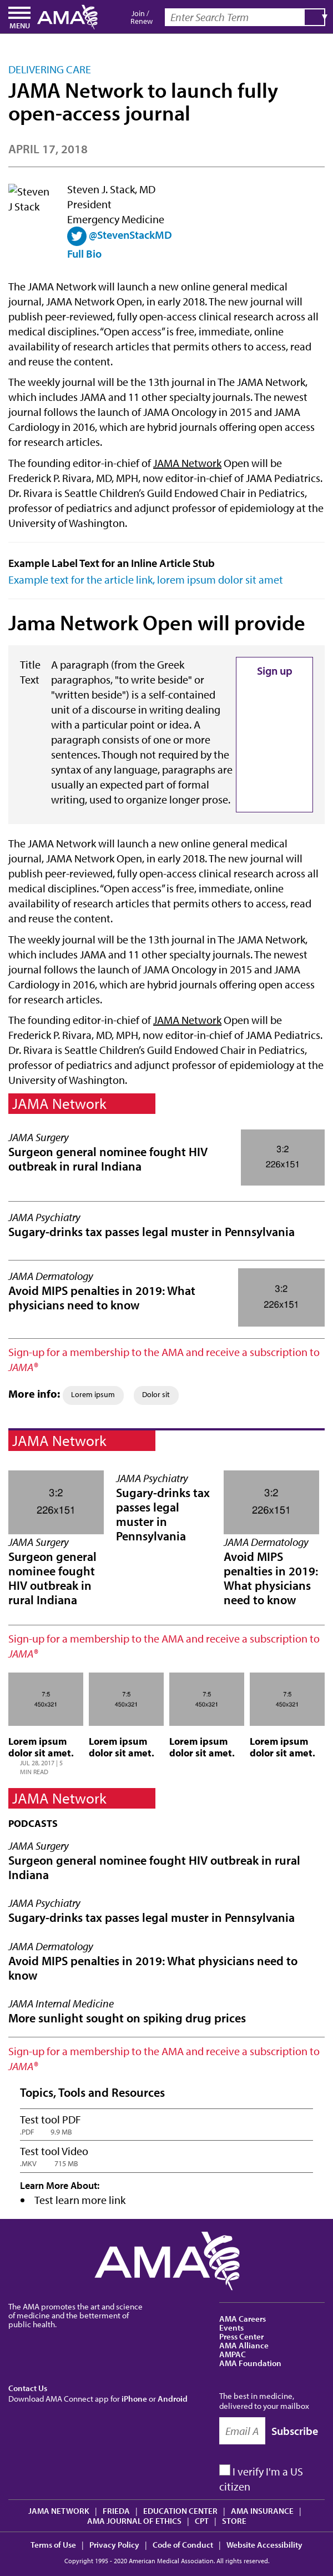 MENU
AMA
Join /
Renew
Enter Search Term
DELIVERING CARE
JAMA Network to launch fully
open-access journal
APRIL 17, 2018
Steven
J Stack
Steven J. Stack, MD
President
Emergency Medicine
@StevenStackMD
Full Bio
The JAMA Network will launch a new online general medical
journal, JAMA Network Open, in early 2018. The new journal will
publish peer-reviewed, fully open-access clinical research across all
medical disciplines. “Open access” is free, immediate, online
availability of research articles that permits others to access, read
and reuse the content.
The weekly journal will be the 13th journal in The JAMA Network,
which includes JAMA and 11 other specialty journals. The newest
journal follows the launch of JAMA Oncology in 2015 and JAMA
Cardiology in 2016, which are hybrid journals offering open access
for research articles.
The founding editor-in-chief of JAMA Network Open will be
Frederick P. Rivara, MD, MPH, now editor-in-chief of JAMA Pediatrics.
Dr. Rivara is Seattle Children’s Guild Endowed Chair in Pediatrics,
professor of pediatrics and adjunct professor of epidemiology at the
University of Washington.
Example Label Text for an Inline Article Stub
Example text for the article link, lorem ipsum dolor sit amet
Jama Network Open will provide
Title
Text
A paragraph (from the Greek
paragraphos, "to write beside" or
"written beside") is a self-contained
unit of a discourse in writing dealing
with a particular point or idea. A
paragraph consists of one or more
sentences. Though not required by the
syntax of any language, paragraphs are
usually an expected part of formal
writing, used to organize longer prose.
Sign up
The JAMA Network will launch a new online general medical
journal, JAMA Network Open, in early 2018. The new journal will
publish peer-reviewed, fully open-access clinical research across all
medical disciplines. “Open access” is free, immediate, online
availability of research articles that permits others to access, read
and reuse the content.
The weekly journal will be the 13th journal in The JAMA Network,
which includes JAMA and 11 other specialty journals. The newest
journal follows the launch of JAMA Oncology in 2015 and JAMA
Cardiology in 2016, which are hybrid journals offering open access
for research articles.
The founding editor-in-chief of JAMA Network Open will be
Frederick P. Rivara, MD, MPH, now editor-in-chief of JAMA Pediatrics.
Dr. Rivara is Seattle Children’s Guild Endowed Chair in Pediatrics,
professor of pediatrics and adjunct professor of epidemiology at the
University of Washington.
JAMA Network
JAMA Surgery
Surgeon general nominee fought HIV
outbreak in rural Indiana
3:2
226x151
JAMA Psychiatry
Sugary-drinks tax passes legal muster in Pennsylvania
JAMA Dermatology
Avoid MIPS penalties in 2019: What
physicians need to know
3:2
226x151
Sign-up for a membership to the AMA and receive a subscription to
JAMA®
More info: Lorem ipsum Dolor sit
JAMA Network
3:2
226x151
JAMA Surgery
Surgeon general
nominee fought
HIV outbreak in
rural Indiana
JAMA Psychiatry
Sugary-drinks tax
passes legal
muster in
Pennsylvania
3:2
226x151
JAMA Dermatology
Avoid MIPS
penalties in 2019:
What physicians
need to know
Sign-up for a membership to the AMA and receive a subscription to
JAMA®
7:5
450x321
Lorem ipsum
dolor sit amet.
JUL 28, 2017 | 5
MIN READ
7:5
450x321
Lorem ipsum
dolor sit amet.
7:5
450x321
Lorem ipsum
dolor sit amet.
7:5
450x321
Lorem ipsum
dolor sit amet.
JAMA Network
PODCASTS
JAMA Surgery
Surgeon general nominee fought HIV outbreak in rural
Indiana
JAMA Psychiatry
Sugary-drinks tax passes legal muster in Pennsylvania
JAMA Dermatology
Avoid MIPS penalties in 2019: What physicians need to
know
JAMA Internal Medicine
More sunlight sought on spiking drug prices
Sign-up for a membership to the AMA and receive a subscription to
JAMA®
Topics, Tools and Resources
Test tool PDF
.PDF 9.9 MB
Test tool Video
.MKV 715 MB
Learn More About:
• Test learn more link
AMA
The AMA promotes the art and science
of medicine and the betterment of
public health.
AMA Careers
Events
Press Center
AMA Alliance
AMPAC
AMA Foundation
Contact Us
Download AMA Connect app for iPhone or Android
The best in medicine,
delivered to your mailbox
Email A
Subscribe
I verify I'm a US
citizen
JAMA NETWORK | FRIEDA | EDUCATION CENTER | AMA INSURANCE |
AMA JOURNAL OF ETHICS | CPT | STORE
Terms of Use | Privacy Policy | Code of Conduct | Website Accessibility
Copyright 1995 - 2020 American Medical Association. All rights reserved.